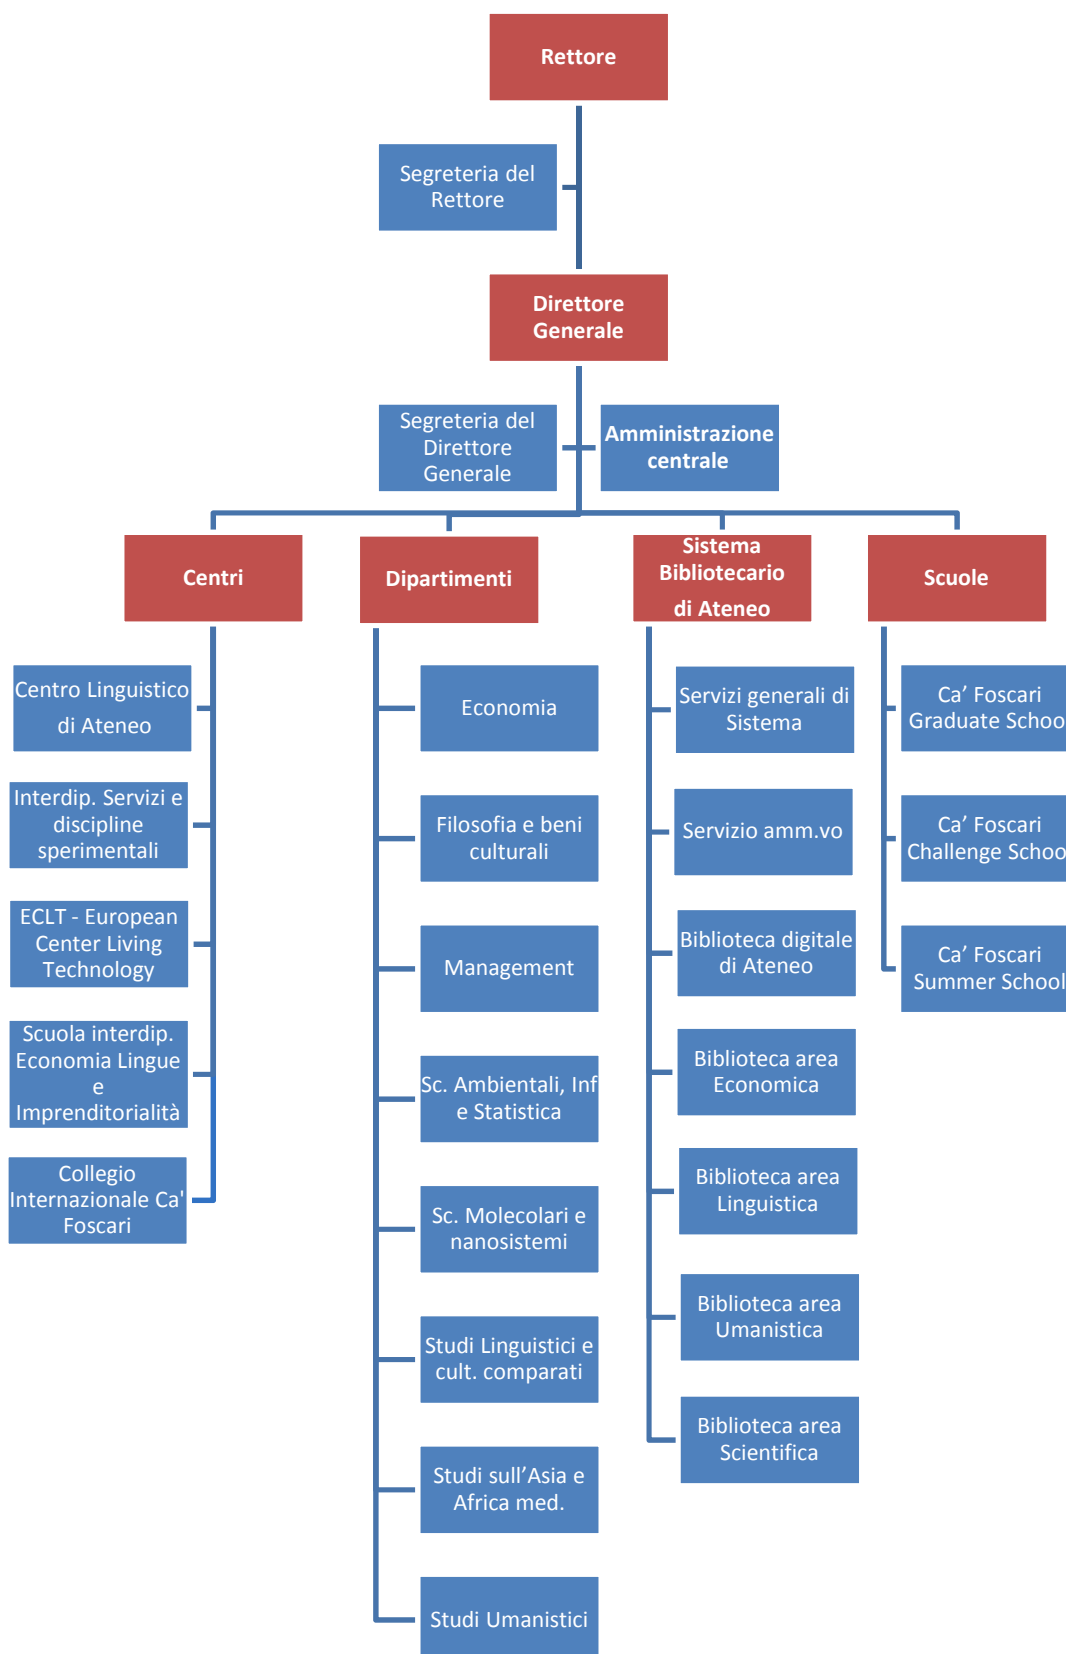 Rettore
Segreteria del
Rettore
Direttore
Generale
Segreteria del
Direttore
Generale
Amministrazione
centrale
Centri
Centro Linguistico
di Ateneo
Interdip. Servizi e
discipline
sperimentali
ECLT - European
Center Living
Technology
Scuola interdip.
Economia Lingue
e
Imprenditorialità
Collegio
Internazionale Ca'
Foscari
Dipartimenti
Economia
Filosofia e beni
culturali
Management
Sc. Ambientali, Inf
e Statistica
Sc. Molecolari e
nanosistemi
Studi Linguistici e
cult. comparati
Studi sull’Asia e
Africa med.
Studi Umanistici
Sistema
Bibliotecario
di Ateneo
Servizi generali di
Sistema
Servizio amm.vo
Biblioteca digitale
di Ateneo
Biblioteca area
Economica
Biblioteca area
Linguistica
Biblioteca area
Umanistica
Biblioteca area
Scientifica
Scuole
Ca’ Foscari
Graduate School
Ca’ Foscari
Challenge School
Ca’ Foscari
Summer School